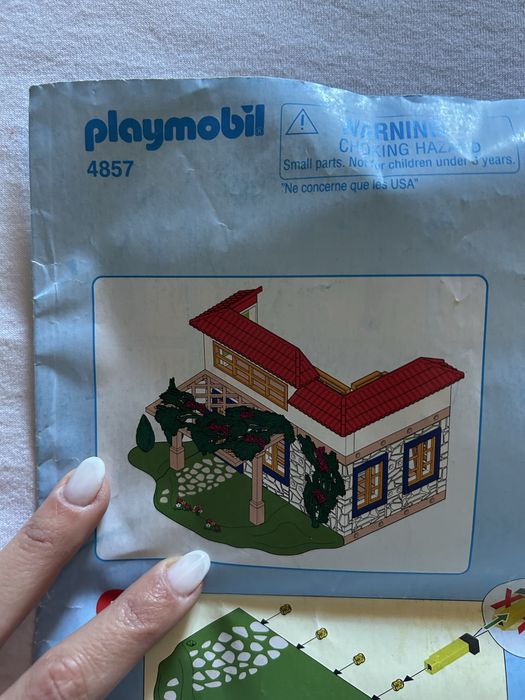 playmobil
4857
WARNING
CHOKING HAZARD
Small parts. Not for children under 3 years.
"Ne concerne que les USA"